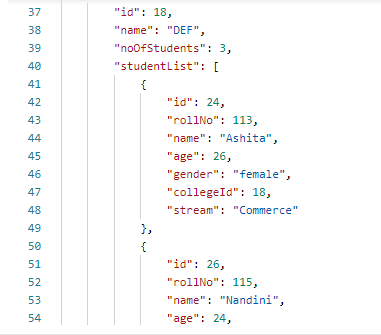 37 "id": 18,
38 "name": "DEF",
39 "noOfStudents": 3,
40 "studentList": [
41 {
42 "id": 24,
43 "rollNo": 113,
44 "name": "Ashita",
45 "age": 26,
46 "gender": "female",
47 "collegeId": 18,
48 "stream": "Commerce"
49 },
50 {
51 "id": 26,
52 "rollNo": 115,
53 "name": "Nandini",
54 "age": 24,